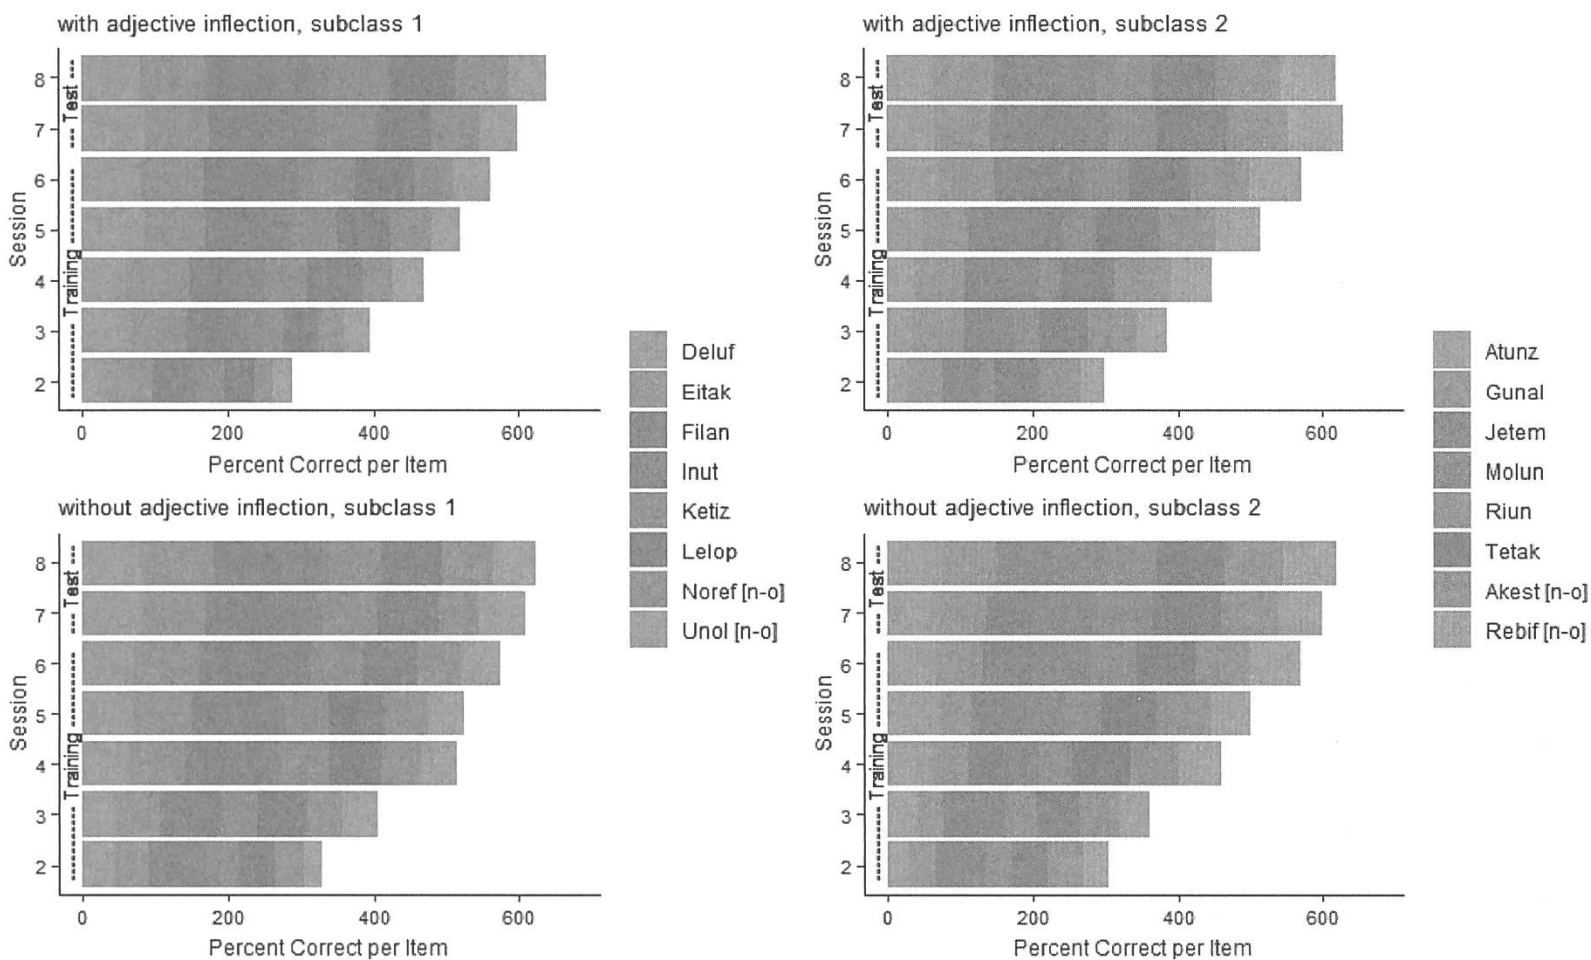 with adjective inflection, subclass 1
8
7
6
5
4
3
2
Session
---- Training ------------ ---- Test ---
0 200 400 600
Percent Correct per Item
with adjective inflection, subclass 2
8
7
6
5
4
3
2
Session
---- Training ------------ ---- Test ---
0 200 400 600
Percent Correct per Item
Deluf
Eitak
Filan
Inut
Ketiz
Lelop
Noref [n-o]
Unol [n-o]
Atunz
Gunal
Jetem
Molun
Riun
Tetak
Akest [n-o]
Rebif [n-o]
without adjective inflection, subclass 1
8
7
6
5
4
3
2
Session
---- Training ------------ ---- Test ---
0 200 400 600
Percent Correct per Item
without adjective inflection, subclass 2
8
7
6
5
4
3
2
Session
---- Training ------------ ---- Test ---
0 200 400 600
Percent Correct per Item